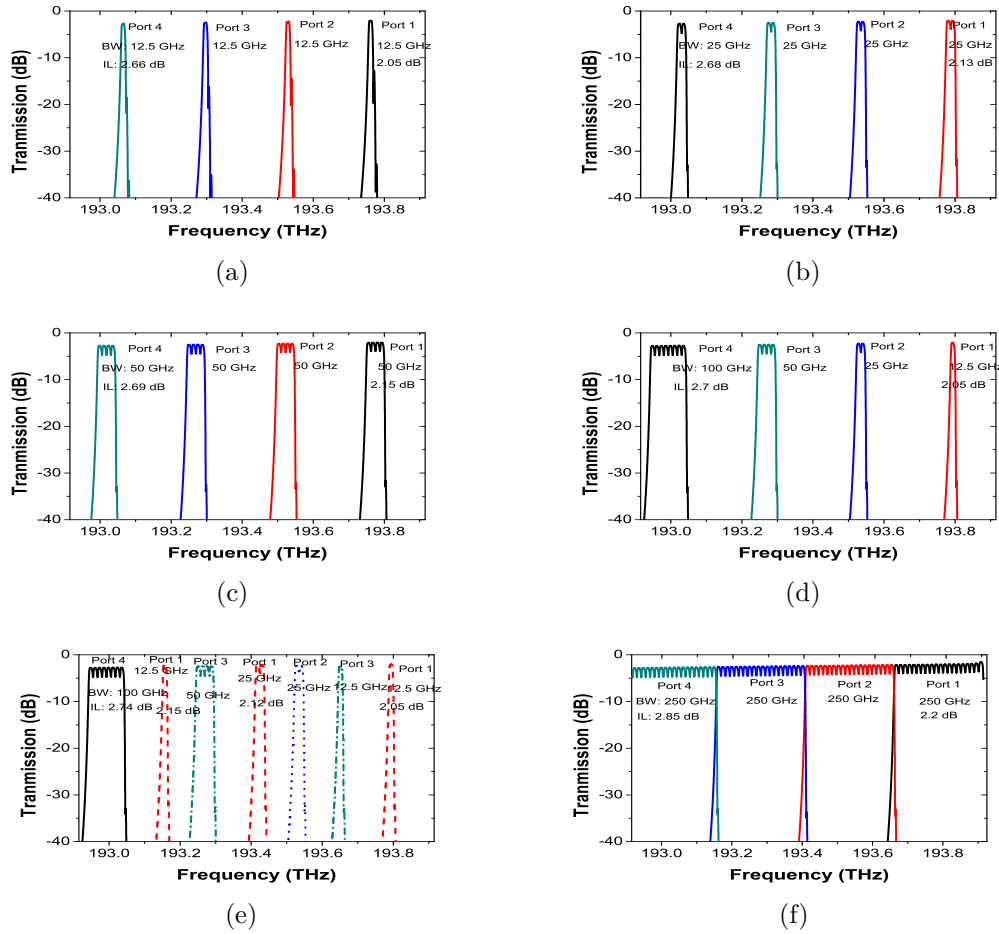 0
-10
-20
-30
-40
Tranmission (dB)
Port 4
BW: 12.5 GHz
IL: 2.66 dB
Port 3
12.5 GHz
Port 2
12.5 GHz
Port 1
12.5 GHz
2.05 dB
193.0 193.2 193.4 193.6 193.8
Frequency (THz)
(a)
0
-10
-20
-30
-40
Tranmission (dB)
Port 4
BW: 25 GHz
IL: 2.68 dB
Port 3
25 GHz
Port 2
25 GHz
Port 1
25 GHz
2.13 dB
193.0 193.2 193.4 193.6 193.8
Frequency (THz)
(b)
0
-10
-20
-30
-40
Tranmission (dB)
Port 4
BW: 50 GHz
IL: 2.69 dB
Port 3
50 GHz
Port 2
50 GHz
Port 1
50 GHz
2.15 dB
193.0 193.2 193.4 193.6 193.8
Frequency (THz)
(c)
0
-10
-20
-30
-40
Tranmission (dB)
Port 4
BW: 100 GHz
IL: 2.7 dB
Port 3
50 GHz
Port 2
25 GHz
Port 1
12.5 GHz
2.05 dB
193.0 193.2 193.4 193.6 193.8
Frequency (THz)
(d)
0
-10
-20
-30
-40
Tranmission (dB)
Port 4
BW: 100 GHz
IL: 2.74 dB
Port 1
12.5 GHz
2.15 dB
Port 3
50 GHz
Port 1
25 GHz
2.12 dB
Port 2
25 GHz
Port 3
12.5 GHz
Port 1
12.5 GHz
2.05 dB
193.0 193.2 193.4 193.6 193.8
Frequency (THz)
(e)
0
-10
-20
-30
-40
Tranmission (dB)
Port 4
BW: 250 GHz
IL: 2.85 dB
Port 3
250 GHz
Port 2
250 GHz
Port 1
250 GHz
2.2 dB
193.0 193.2 193.4 193.6 193.8
Frequency (THz)
(f)